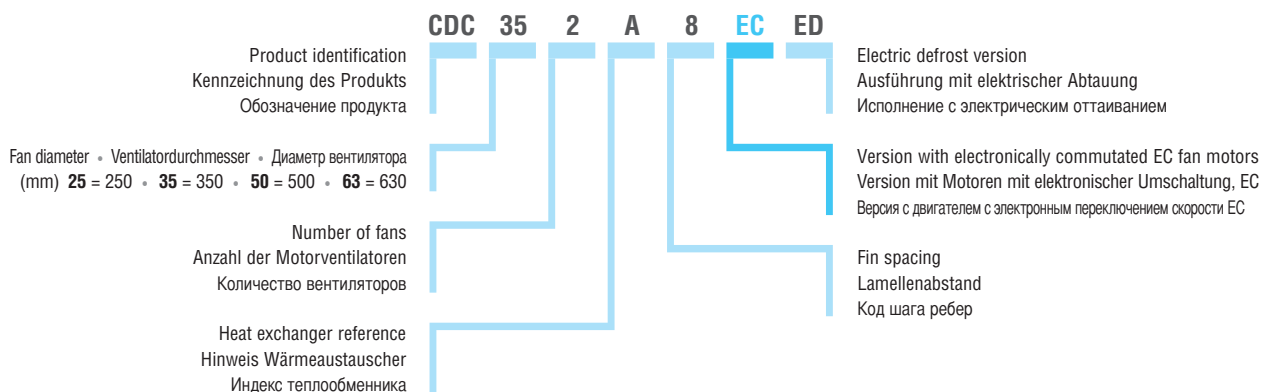 CDC 35 2 A 8 EC ED
Product identification
Kennzeichnung des Produkts
Обозначение продукта
Fan diameter • Ventilatordurchmesser • Диаметр вентилятора
(mm) 25 = 250 • 35 = 350 • 50 = 500 • 63 = 630
Number of fans
Anzahl der Motorventilatoren
Количество вентиляторов
Heat exchanger reference
Hinweis Wärmeaustauscher
Индекс теплообменника
Electric defrost version
Ausführung mit elektrischer Abtauung
Исполнение с электрическим оттаиванием
Version with electronically commutated EC fan motors
Version mit Motoren mit elektronischer Umschaltung, EC
Версия с двигателем с электронным переключением скорости EC
Fin spacing
Lamellenabstand
Код шага ребер